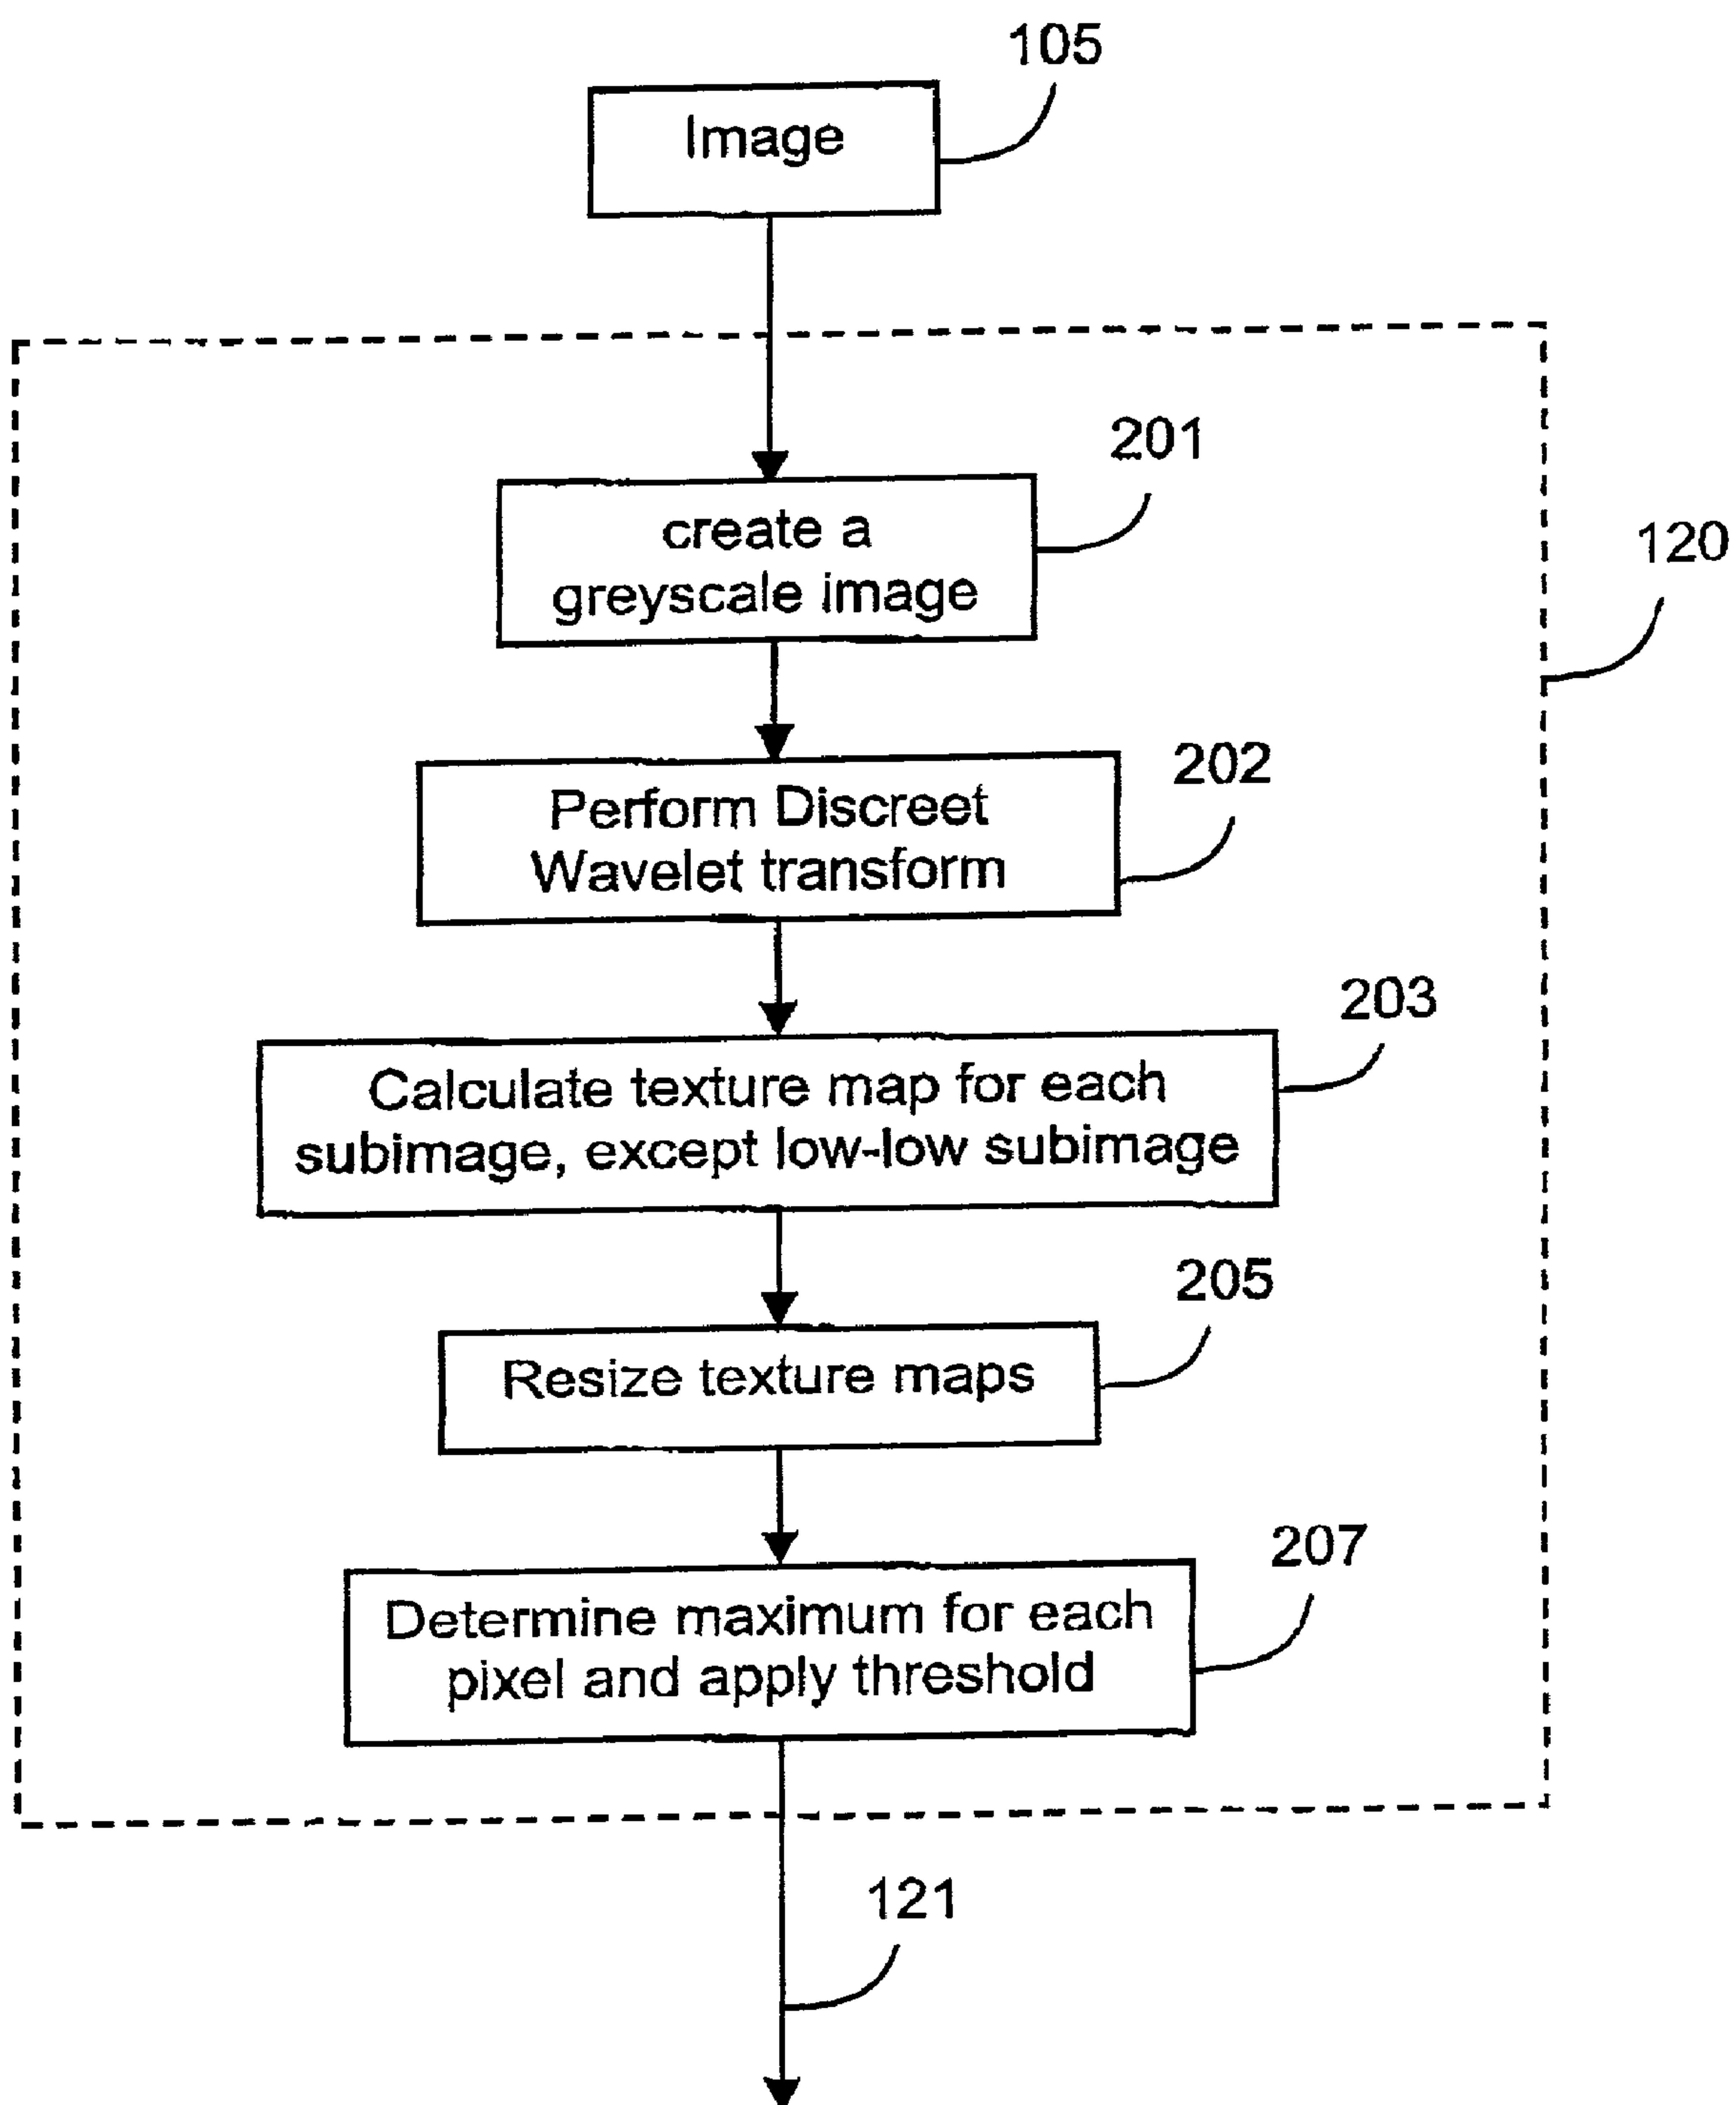 105
Image
201
create a
greyscale image
120
202
Perform Discreet
Wavelet transform
203
Calculate texture map for each
subimage, except low-low subimage
205
Resize texture maps
207
Determine maximum for each
pixel and apply threshold
121